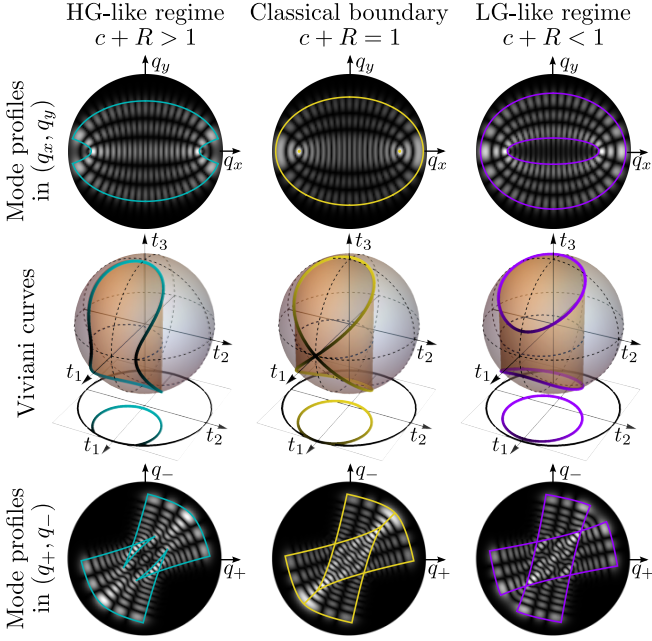 HG-like regime Classical boundary LG-like regime
c + R > 1 c + R = 1 c + R < 1
q_y q_y q_y
Mode profiles
in (q_x, q_y)
q_x q_x q_x
t_3 t_3 t_3
Viviani curves
t_2 t_2 t_2
t_1 t_1 t_1
t_2 t_2 t_2
t_1 t_1 t_1
q_− q_− q_−
Mode profiles
in (q_+, q_−)
q_+ q_+ q_+